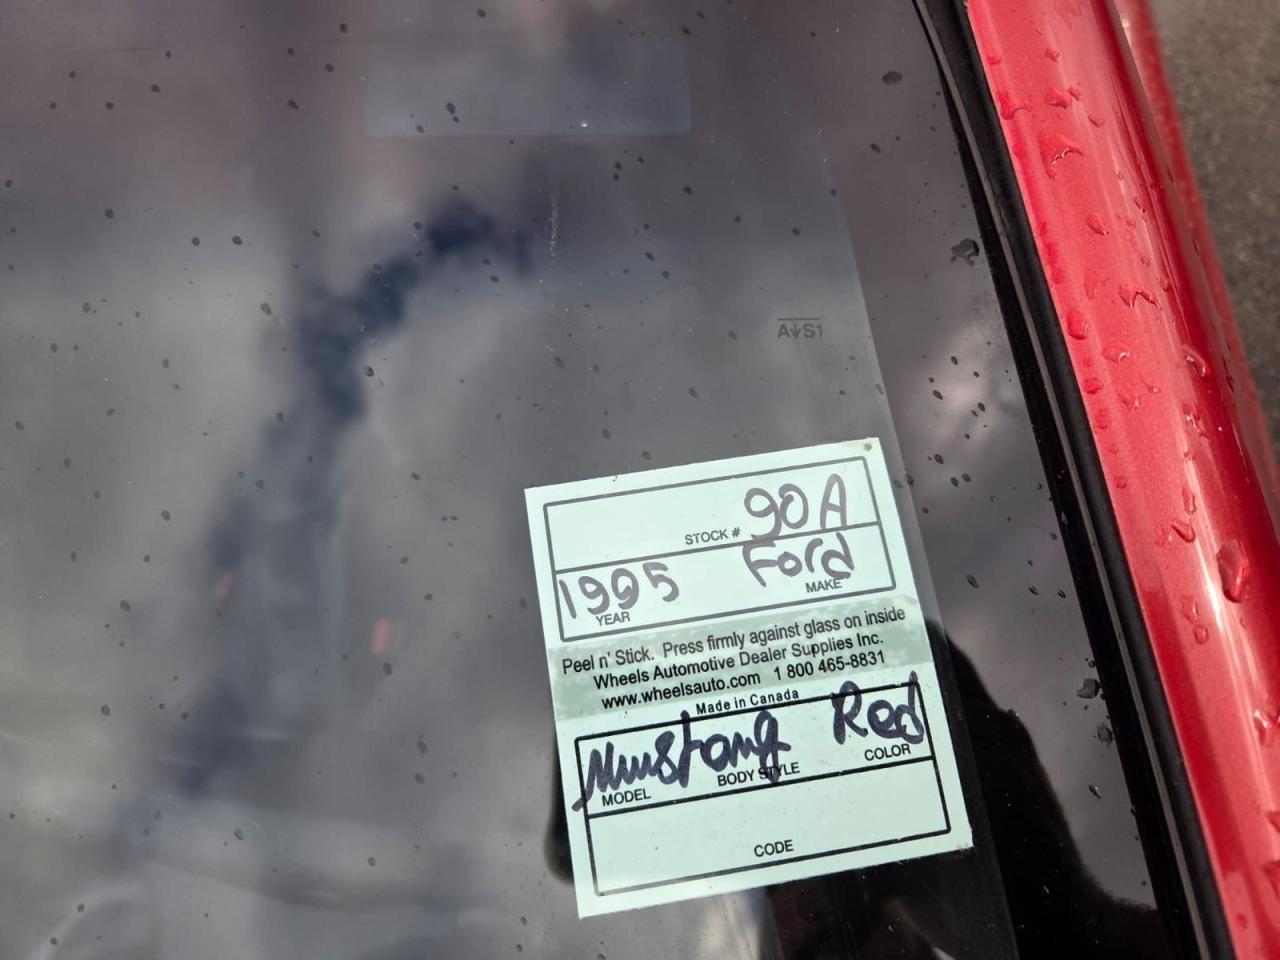 A↓S1
STOCK # 90A
1995 Ford
YEAR MAKE
Peel n' Stick. Press firmly against glass on inside
Wheels Automotive Dealer Supplies Inc.
www.wheelsauto.com 1 800 465-8831
Made in Canada
Mustang Red
MODEL BODY STYLE COLOR
CODE